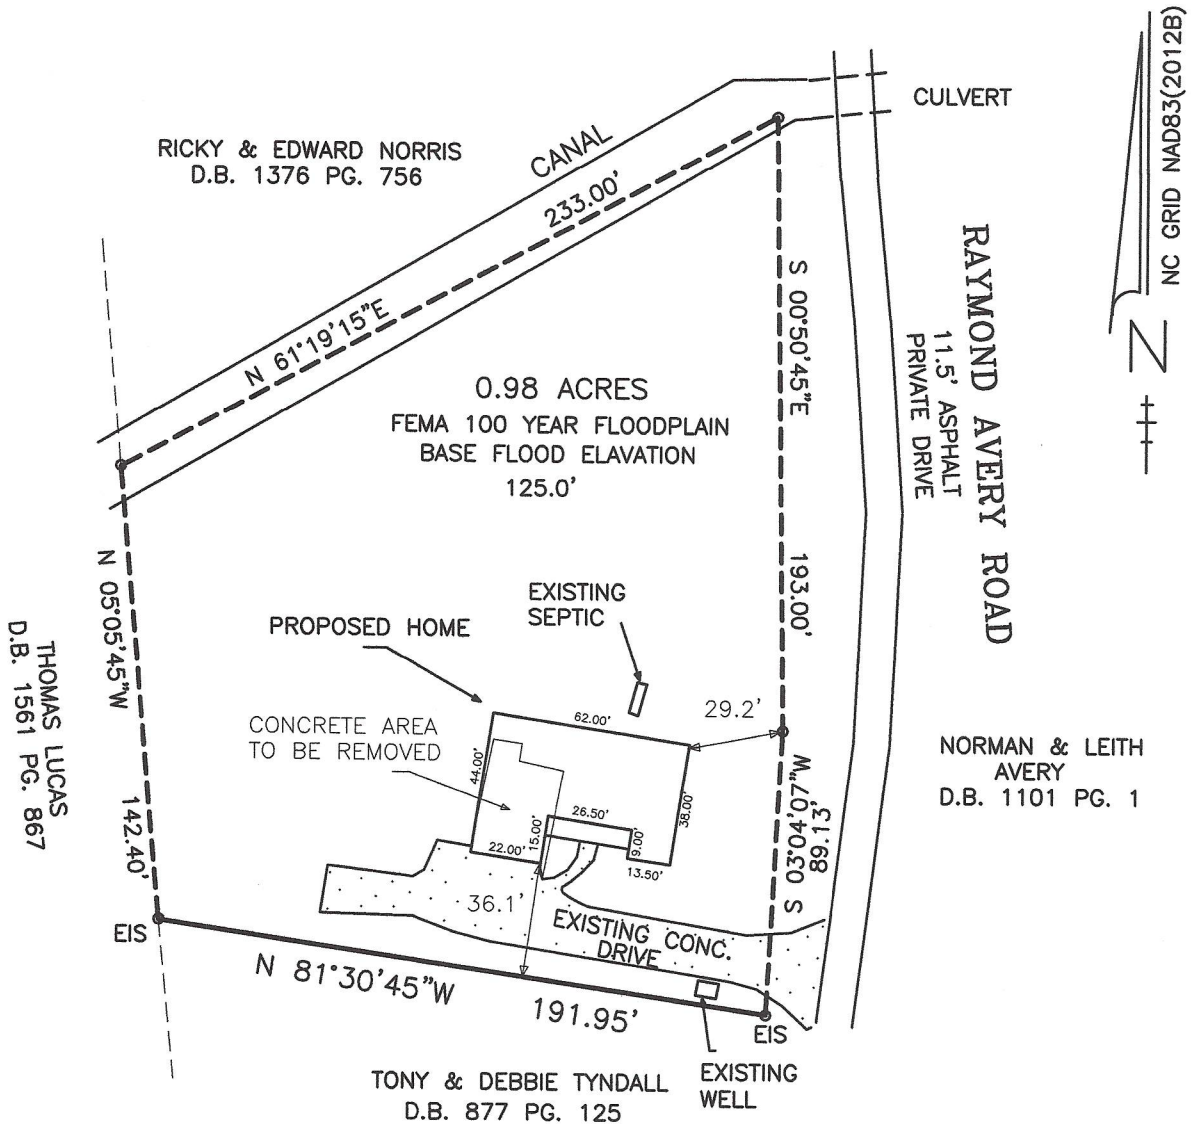 NC GRID NAD83(2012B)
N
CULVERT
RICKY & EDWARD NORRIS
D.B. 1376 PG. 756
CANAL
233.00'
N 61°19'15"E
S 00°50'45"E
193.00'
RAYMOND AVERY ROAD
11.5' ASPHALT
PRIVATE DRIVE
0.98 ACRES
FEMA 100 YEAR FLOODPLAIN
BASE FLOOD ELAVATION
125.0'
N 05°05'45"W
142.40'
THOMAS LUCAS
D.B. 1561 PG. 867
EXISTING
SEPTIC
PROPOSED HOME
CONCRETE AREA
TO BE REMOVED
62.00'
29.2'
44.00'
38.00'
26.50'
15.00'
9.00'
22.00'
13.50'
36.1'
S 03°04'07"W
89.13'
NORMAN & LEITH
AVERY
D.B. 1101 PG. 1
EXISTING CONC.
DRIVE
EIS
N 81°30'45"W
191.95'
EIS
EXISTING
WELL
TONY & DEBBIE TYNDALL
D.B. 877 PG. 125